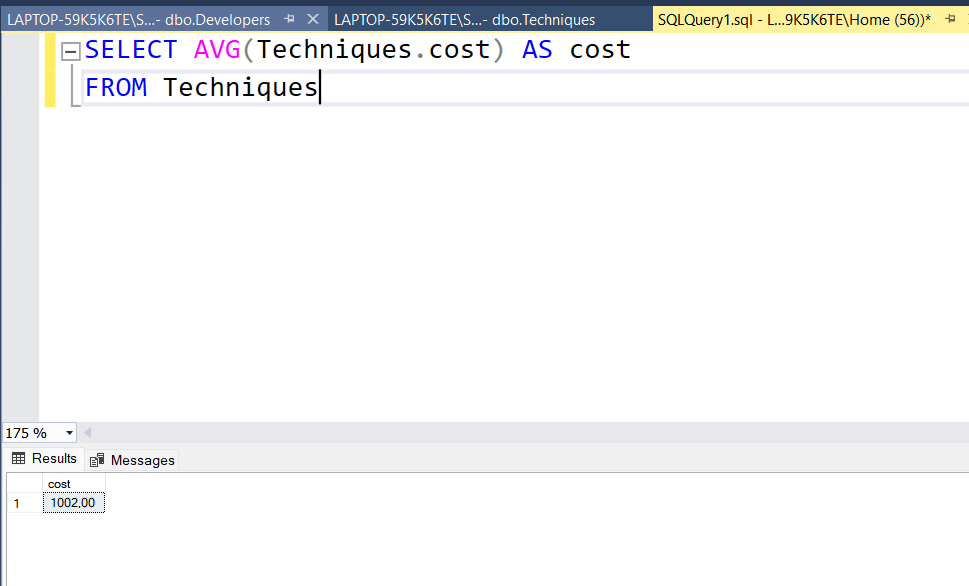 LAPTOP-59K5K6TE\S...- dbo.Developers LAPTOP-59K5K6TE\S...- dbo.Techniques SQLQuery1.sql - L...9K5K6TE\Home (56))*
SELECT AVG(Techniques.cost) AS cost
FROM Techniques
175 %
Results Messages
cost
1 1002,00